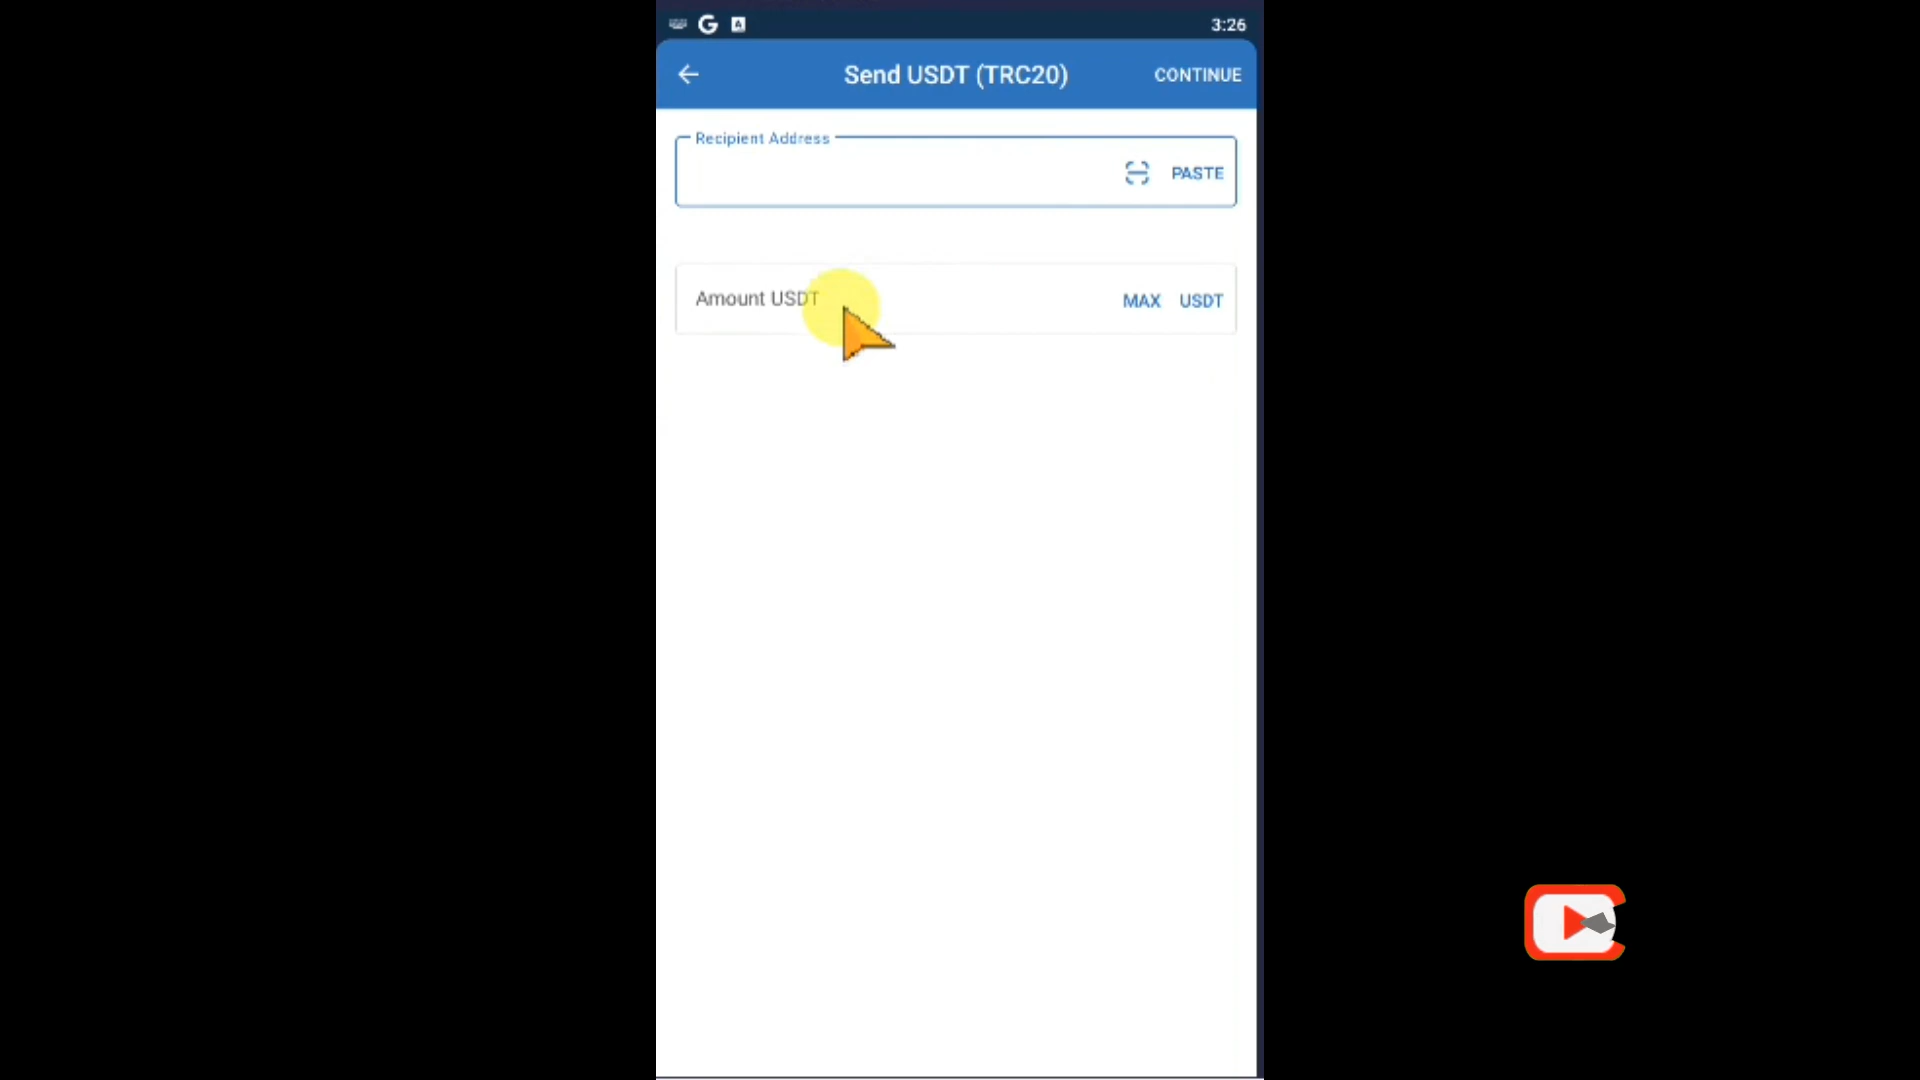 3:26
Send USDT (TRC20)
CONTINUE
Recipient Address
PASTE
Amount USDT
MAX USDT